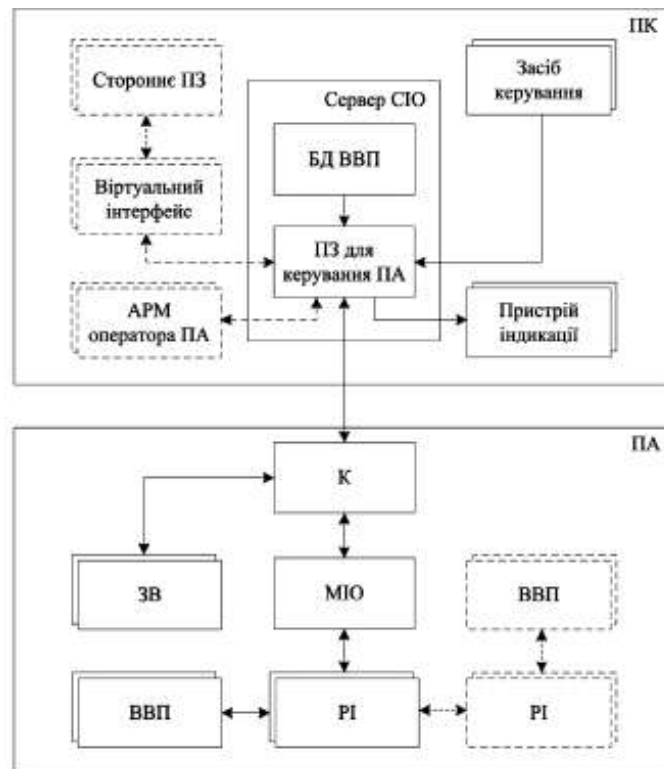 ПК
Стороннє ПЗ
Засіб
керування
Сервер СІО
БД ВВП
Віртуальний
інтерфейс
ПЗ для
керування ПА
АРМ
оператора ПА
Пристрій
індикації
ПА
К
ЗВ
МІО
ВВП
ВВП
РІ
РІ